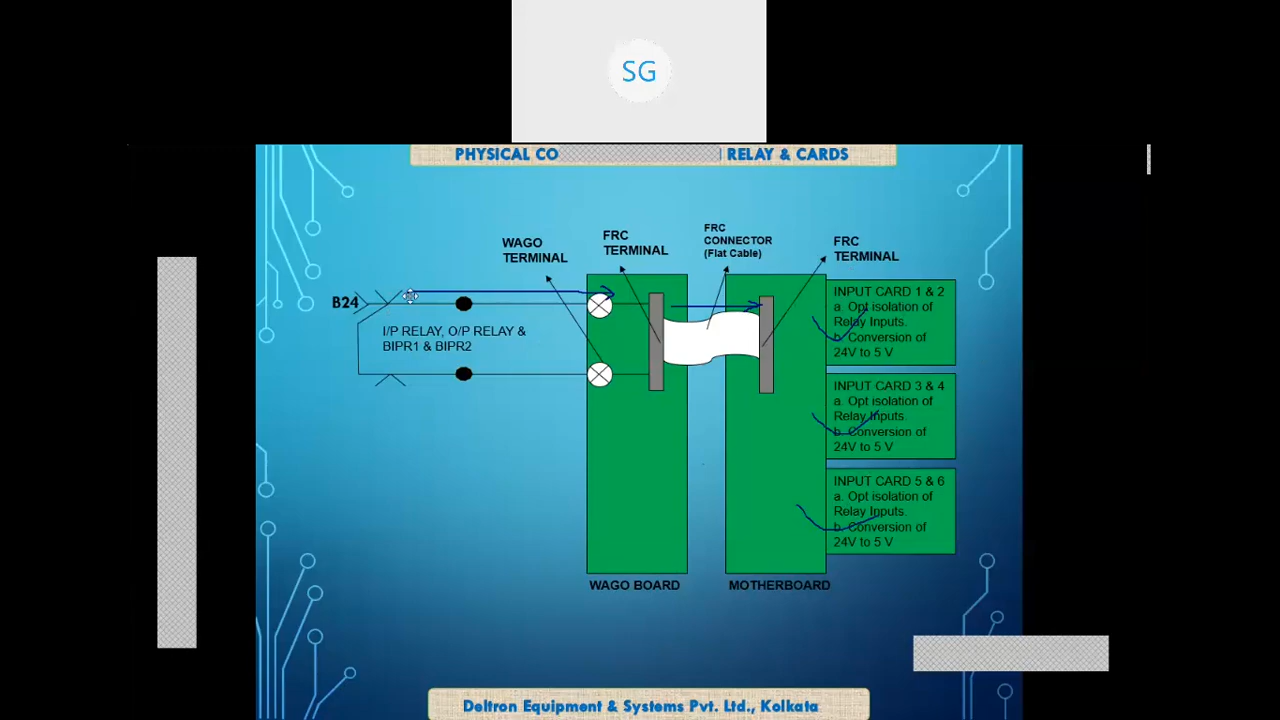 SG
PHYSICAL CO RELAY & CARDS
WAGO
TERMINAL
FRC
TERMINAL
FRC
CONNECTOR
(Flat Cable)
FRC
TERMINAL
B24
I/P RELAY, O/P RELAY &
BIPR1 & BIPR2
INPUT CARD 1 & 2
a. Opt isolation of
Relay Inputs.
b. Conversion of
24V to 5 V
INPUT CARD 3 & 4
a. Opt isolation of
Relay Inputs.
b. Conversion of
24V to 5 V
INPUT CARD 5 & 6
a. Opt isolation of
Relay Inputs.
b. Conversion of
24V to 5 V
WAGO BOARD
MOTHERBOARD
Deltron Equipment & Systems Pvt. Ltd., Kolkata